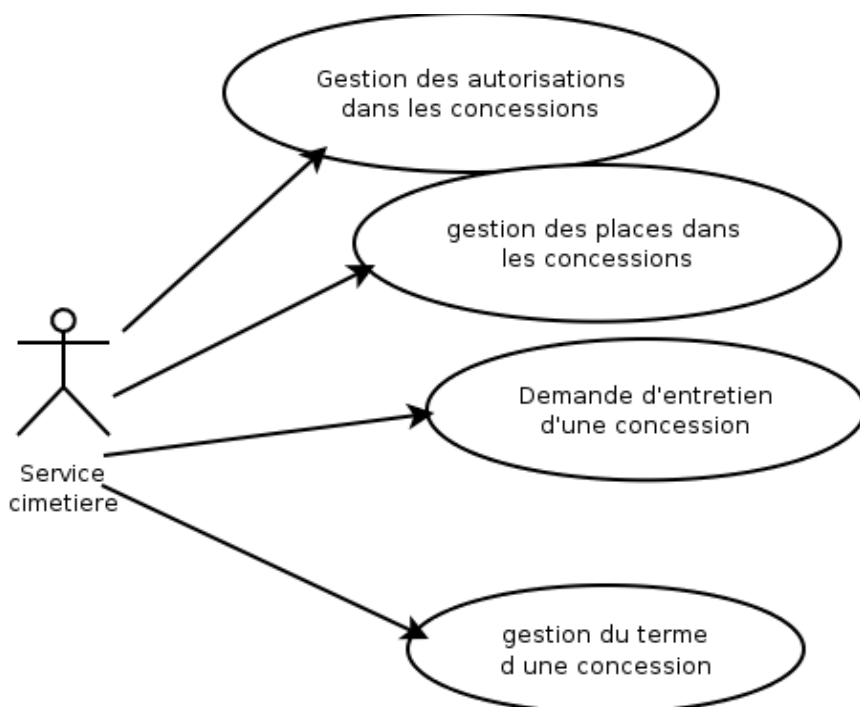 Gestion des autorisations
dans les concessions
gestion des places dans
les concessions
Demande d'entretien
d'une concession
Service
cimetiere
gestion du terme
d une concession